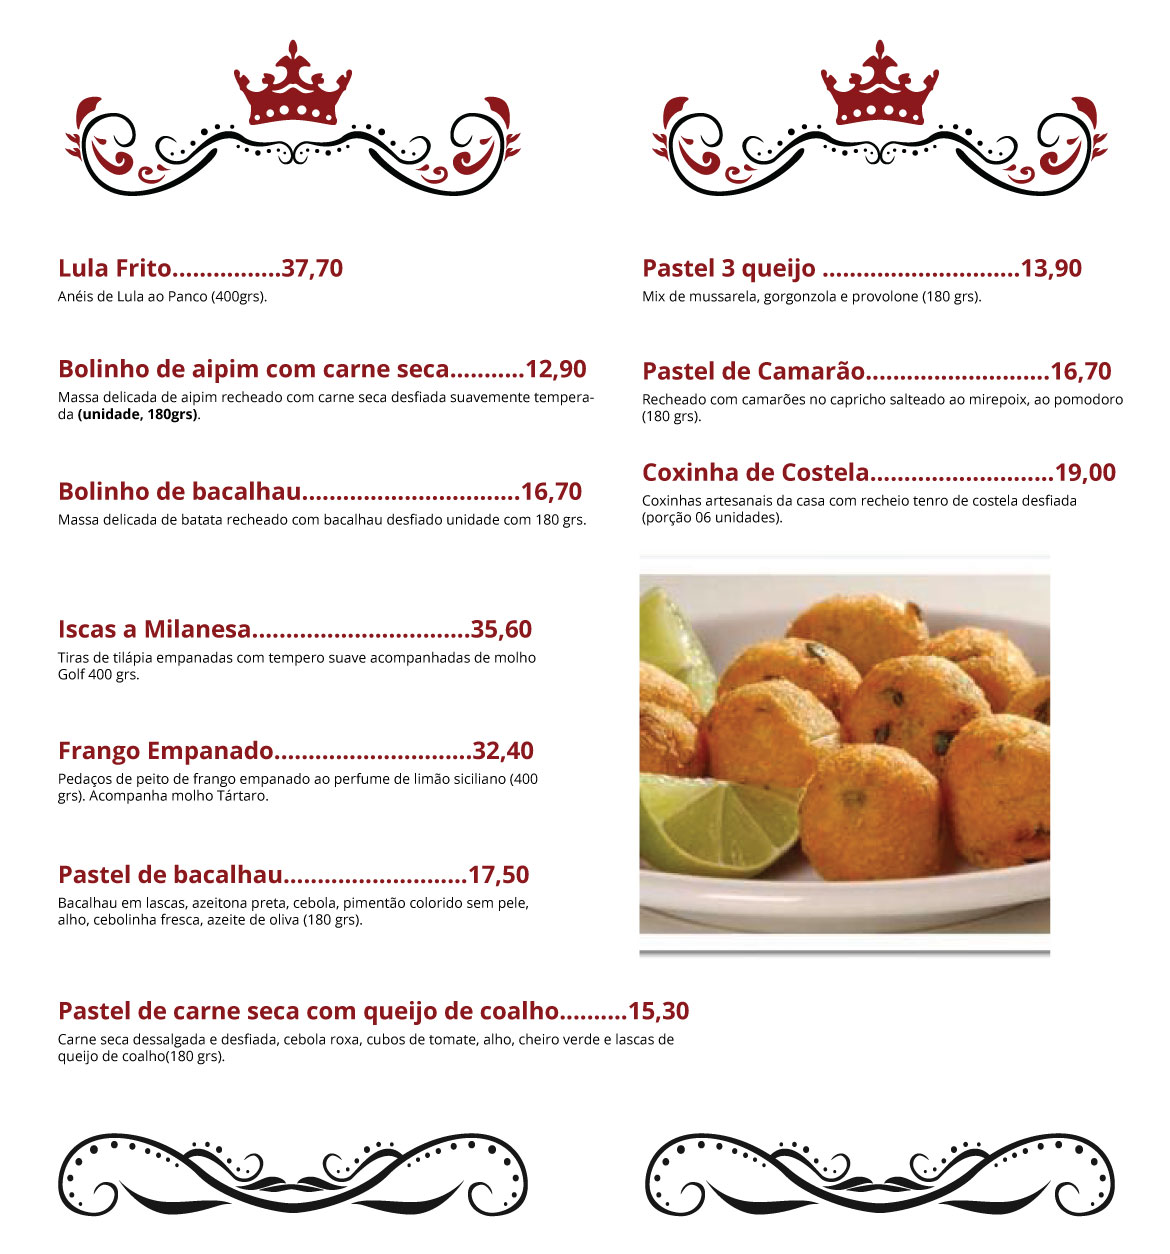 Lula Frito................37,70
Anéis de Lula ao Panco (400grs).
Bolinho de aipim com carne seca...........12,90
Massa delicada de aipim recheado com carne seca desfiada suavemente tempera-
da (unidade, 180grs).
Bolinho de bacalhau................................16,70
Massa delicada de batata recheado com bacalhau desfiado unidade com 180 grs.
Iscas a Milanesa................................35,60
Tiras de tilápia empanadas com tempero suave acompanhadas de molho
Golf 400 grs.
Frango Empanado.............................32,40
Pedaços de peito de frango empanado ao perfume de limão siciliano (400
grs). Acompanha molho Tártaro.
Pastel de bacalhau...........................17,50
Bacalhau em lascas, azeitona preta, cebola, pimentão colorido sem pele,
alho, cebolinha fresca, azeite de oliva (180 grs).
Pastel de carne seca com queijo de coalho..........15,30
Carne seca dessalgada e desfiada, cebola roxa, cubos de tomate, alho, cheiro verde e lascas de
queijo de coalho(180 grs).
Pastel 3 queijo .............................13,90
Mix de mussarela, gorgonzola e provolone (180 grs).
Pastel de Camarão...........................16,70
Recheado com camarões no capricho salteado ao mirepoix, ao pomodoro
(180 grs).
Coxinha de Costela...........................19,00
Coxinhas artesanais da casa com recheio tenro de costela desfiada
(porção 06 unidades).